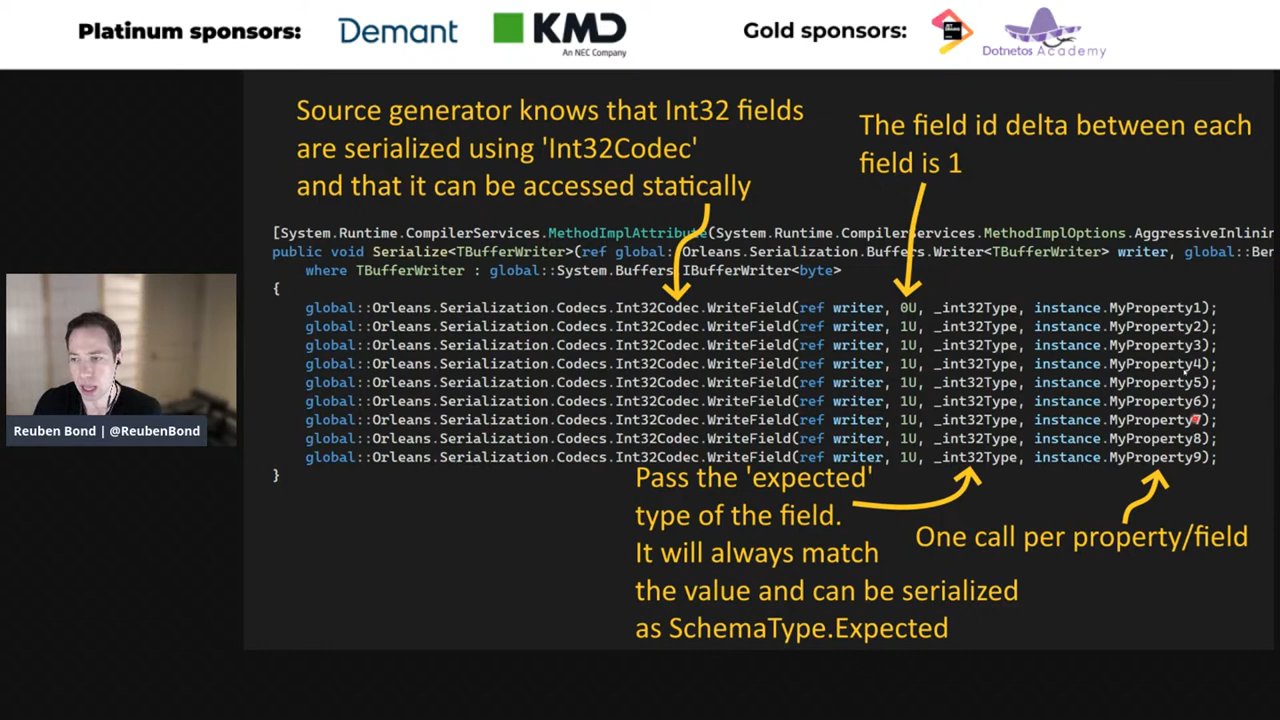 Platinum sponsors:
Demant
KMD
An NEC Company
Gold sponsors:
Dotnetos Academy
Source generator knows that Int32 fields
are serialized using 'Int32Codec'
and that it can be accessed statically
The field id delta between each
field is 1
[System.Runtime.CompilerServices.MethodImplAttribute(System.Runtime.CompilerServices.MethodImplOptions.AggressiveInlinin
public void Serialize<TBufferWriter>(ref global::Orleans.Serialization.Buffers.Writer<TBufferWriter> writer, global::Ben
where TBufferWriter : global::System.Buffers.IBufferWriter<byte>
{
global::Orleans.Serialization.Codecs.Int32Codec.WriteField(ref writer, 0U, _int32Type, instance.MyProperty1);
global::Orleans.Serialization.Codecs.Int32Codec.WriteField(ref writer, 1U, _int32Type, instance.MyProperty2);
global::Orleans.Serialization.Codecs.Int32Codec.WriteField(ref writer, 1U, _int32Type, instance.MyProperty3);
global::Orleans.Serialization.Codecs.Int32Codec.WriteField(ref writer, 1U, _int32Type, instance.MyProperty4);
global::Orleans.Serialization.Codecs.Int32Codec.WriteField(ref writer, 1U, _int32Type, instance.MyProperty5);
global::Orleans.Serialization.Codecs.Int32Codec.WriteField(ref writer, 1U, _int32Type, instance.MyProperty6);
global::Orleans.Serialization.Codecs.Int32Codec.WriteField(ref writer, 1U, _int32Type, instance.MyProperty7);
global::Orleans.Serialization.Codecs.Int32Codec.WriteField(ref writer, 1U, _int32Type, instance.MyProperty8);
global::Orleans.Serialization.Codecs.Int32Codec.WriteField(ref writer, 1U, _int32Type, instance.MyProperty9);
}
Pass the 'expected'
type of the field.
It will always match
the value and can be serialized
as SchemaType.Expected
One call per property/field
Reuben Bond | @ReubenBond